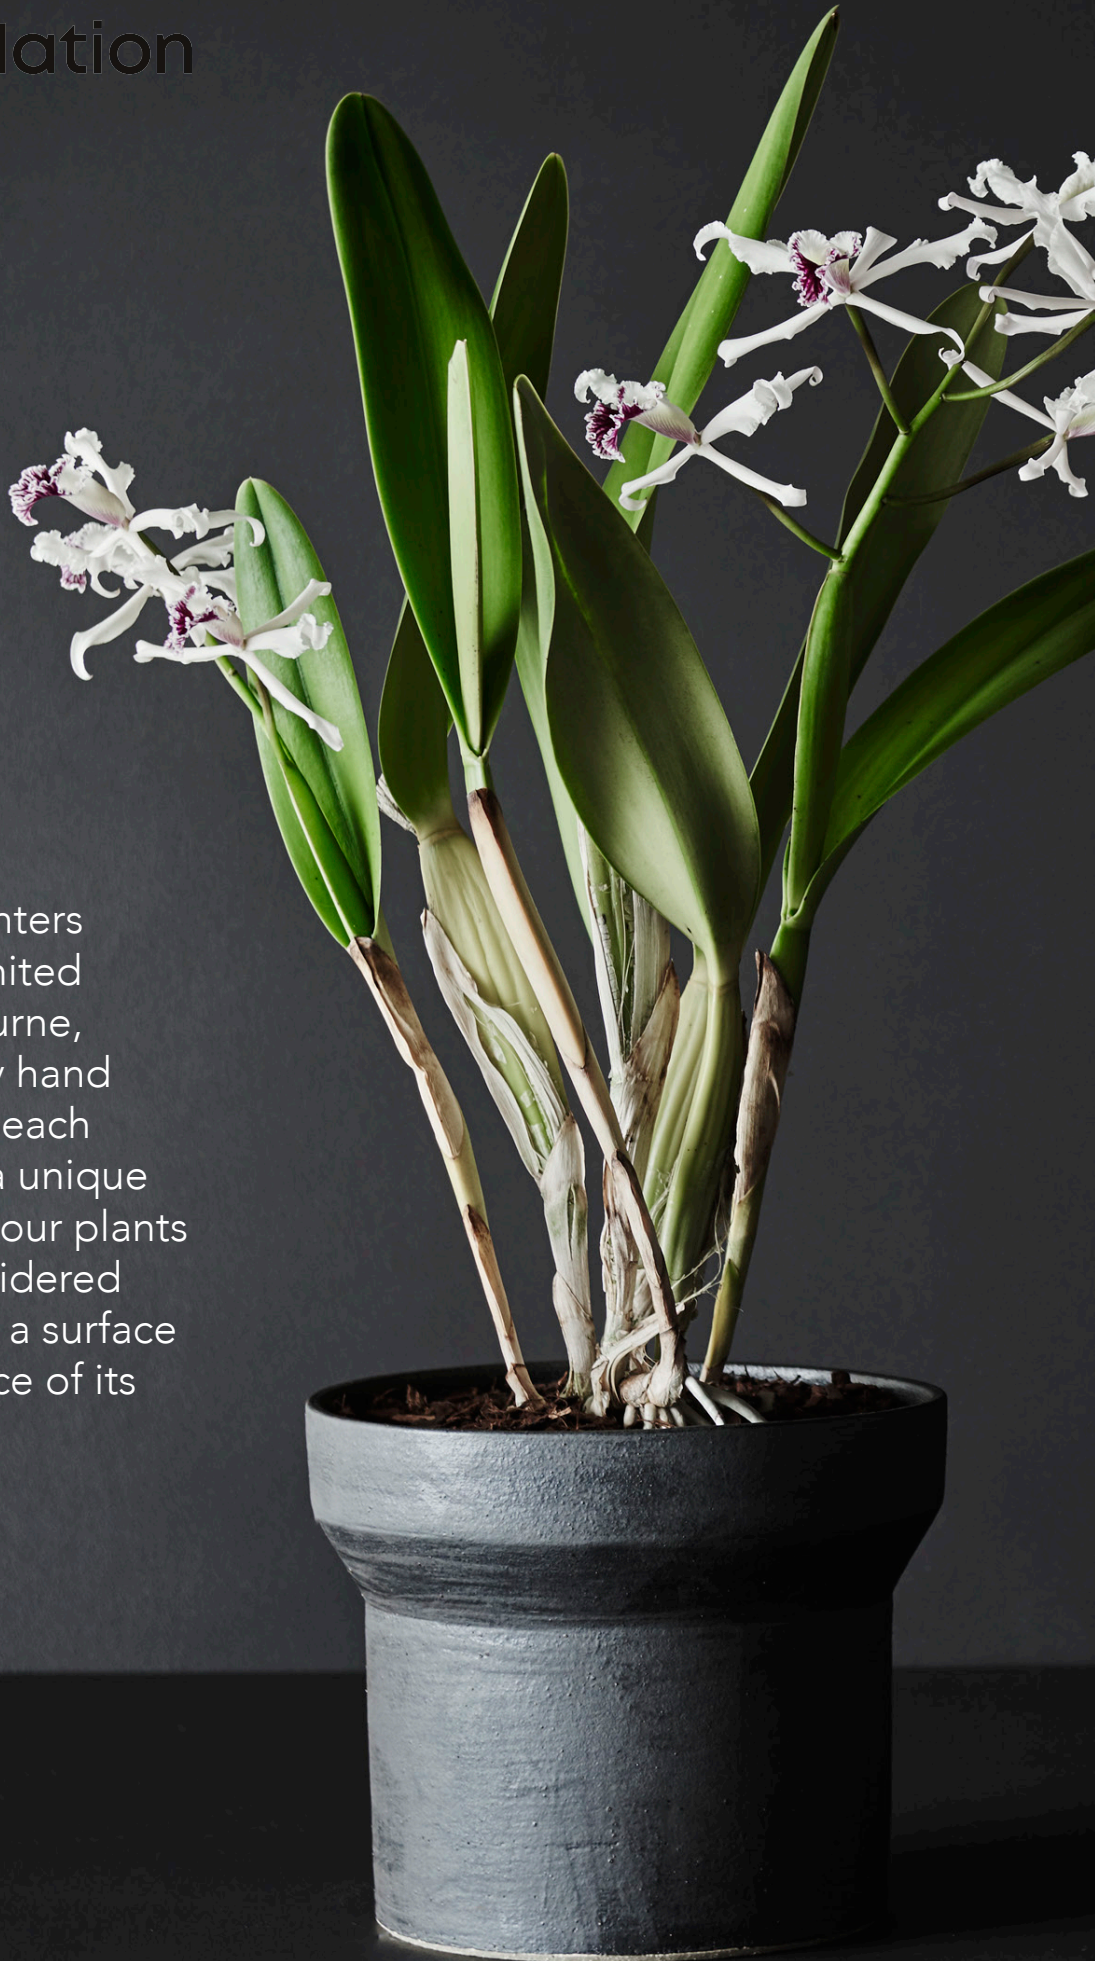 lation
nters
nited
urne,
hand
each
a unique
our plants
idered
a surface
ce of its